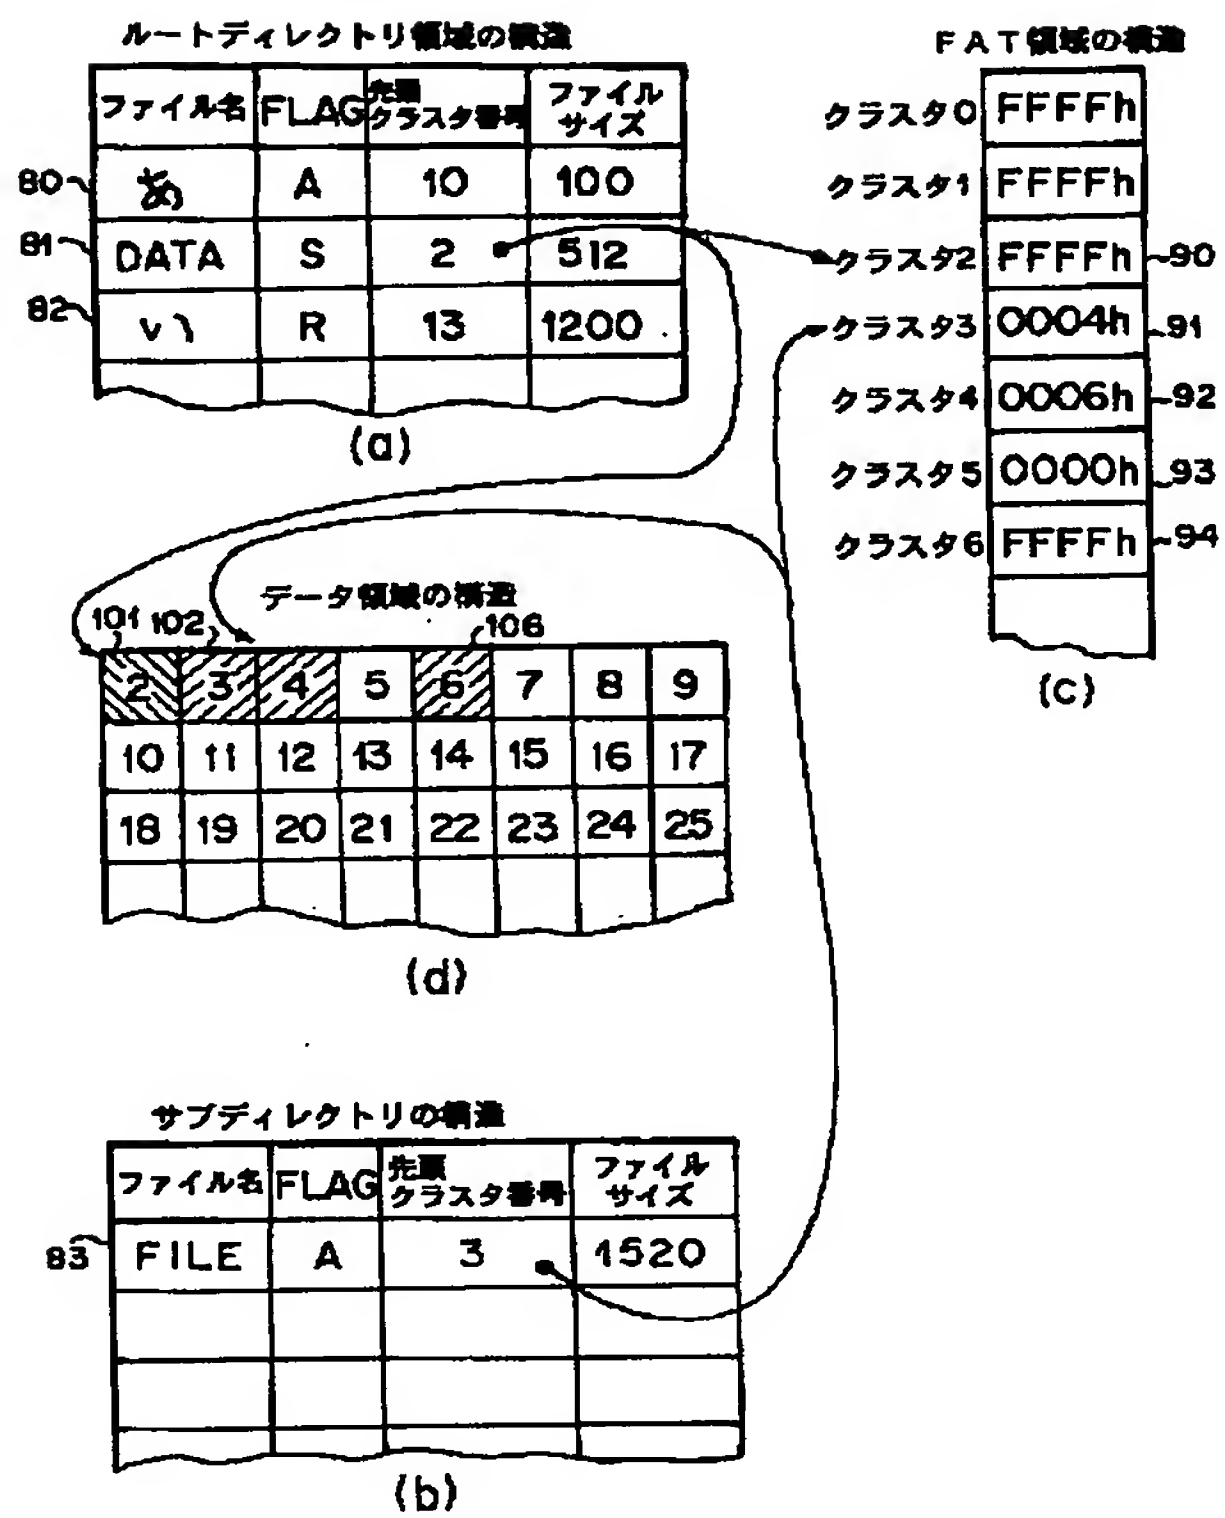 ルートディレクトリ領域の構造
ファイル名 FLAG 先頭クラスタ番号 ファイルサイズ
80 あ A 10 100
81 DATA S 2 512
82 い R 13 1200
(a)
FAT領域の構造
クラスタ0 FFFFh
クラスタ1 FFFFh
クラスタ2 FFFFh 90
クラスタ3 0004h 91
クラスタ4 0006h 92
クラスタ5 0000h 93
クラスタ6 FFFFh 94
(c)
データ領域の構造
101 102 106
2 3 4 5 6 7 8 9
10 11 12 13 14 15 16 17
18 19 20 21 22 23 24 25
(d)
サブディレクトリの構造
ファイル名 FLAG 先頭クラスタ番号 ファイルサイズ
83 FILE A 3 1520
(b)